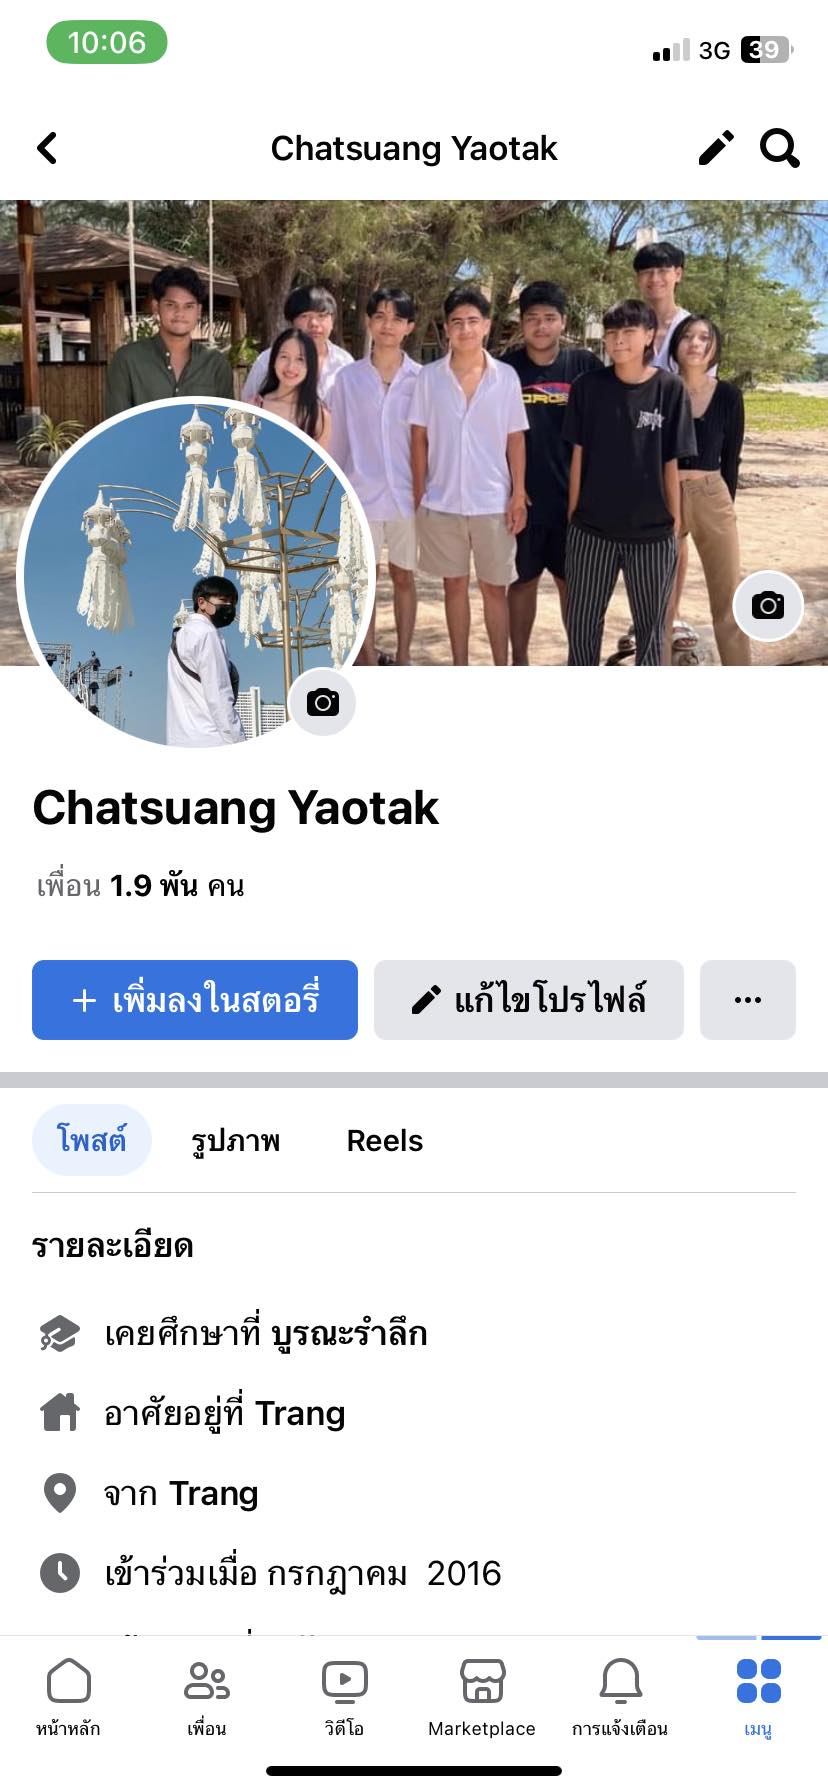 10:06
3G 39
Chatsuang Yaotak
Chatsuang Yaotak
เพื่อน 1.9 พัน คน
+ เพิ่มลงในสตอรี่
แก้ไขโปรไฟล์
...
โพสต์ รูปภาพ Reels
รายละเอียด
เคยศึกษาที่ บูรณะรำลึก
อาศัยอยู่ที่ Trang
จาก Trang
เข้าร่วมเมื่อ กรกฎาคม 2016
หน้าหลัก เพื่อน วิดีโอ Marketplace การแจ้งเตือน เมนู